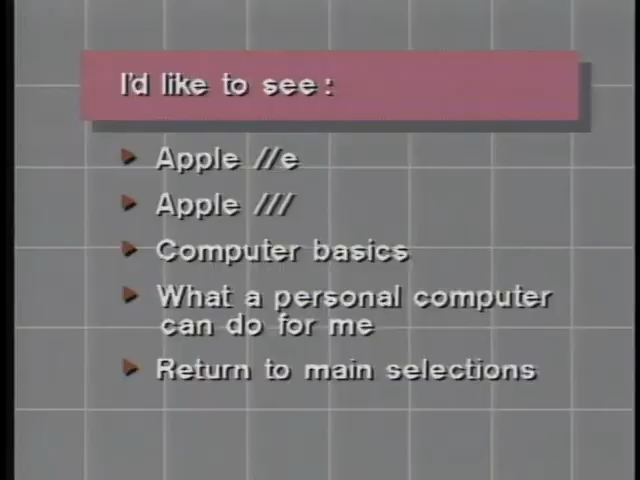 I'd like to see:
Apple //e
Apple ///
Computer basics
What a personal computer
can do for me
Return to main selections